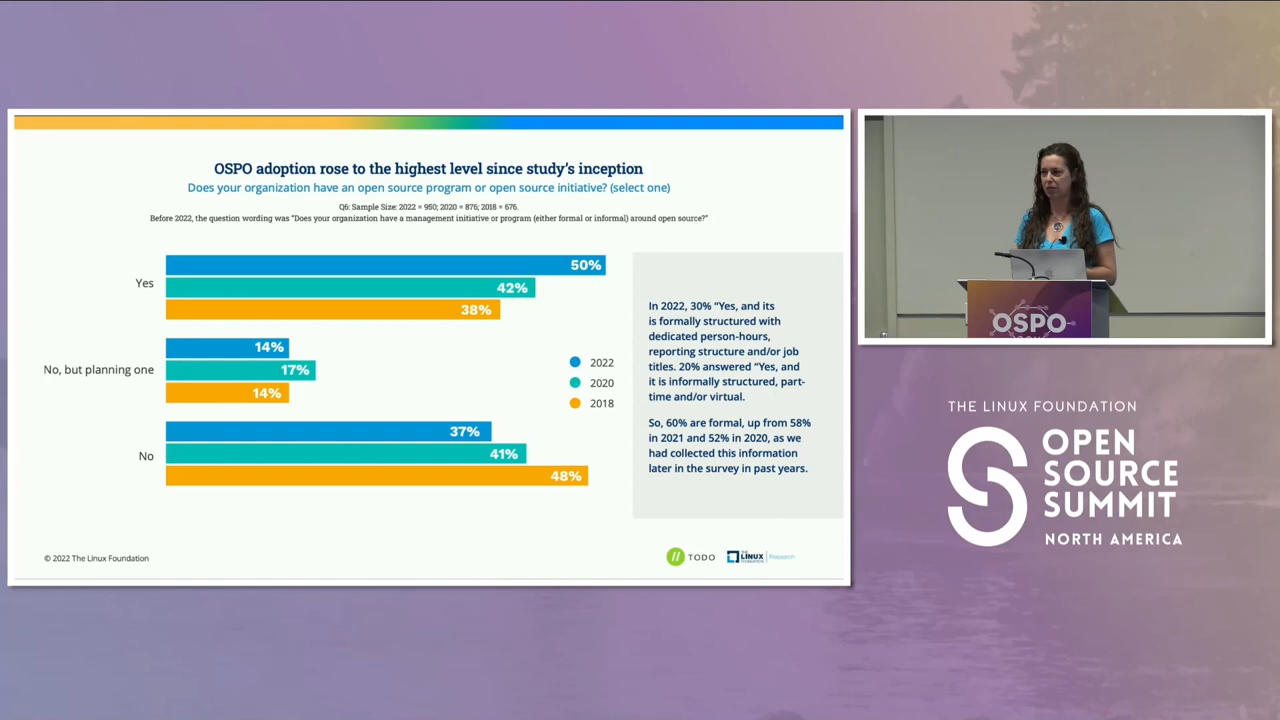 OSPO adoption rose to the highest level since study's inception
Does your organization have an open source program or open source initiative? (select one)
Q6: Sample Size: 2022 = 950; 2020 = 876; 2018 = 676.
Before 2022, the question wording was "Does your organization have a management initiative or program (either formal or informal) around open source?"
Yes
50%
42%
38%
No, but planning one
14%
17%
14%
No
37%
41%
48%
2022
2020
2018
In 2022, 30% "Yes, and its
is formally structured with
dedicated person-hours,
reporting structure and/or job
titles. 20% answered "Yes, and
it is informally structured, part-
time and/or virtual.
So, 60% are formal, up from 58%
in 2021 and 52% in 2020, as we
had collected this information
later in the survey in past years.
© 2022 The Linux Foundation
TODO
THE LINUX FOUNDATION Research
OSPO
THE LINUX FOUNDATION
OPEN
SOURCE
SUMMIT
NORTH AMERICA